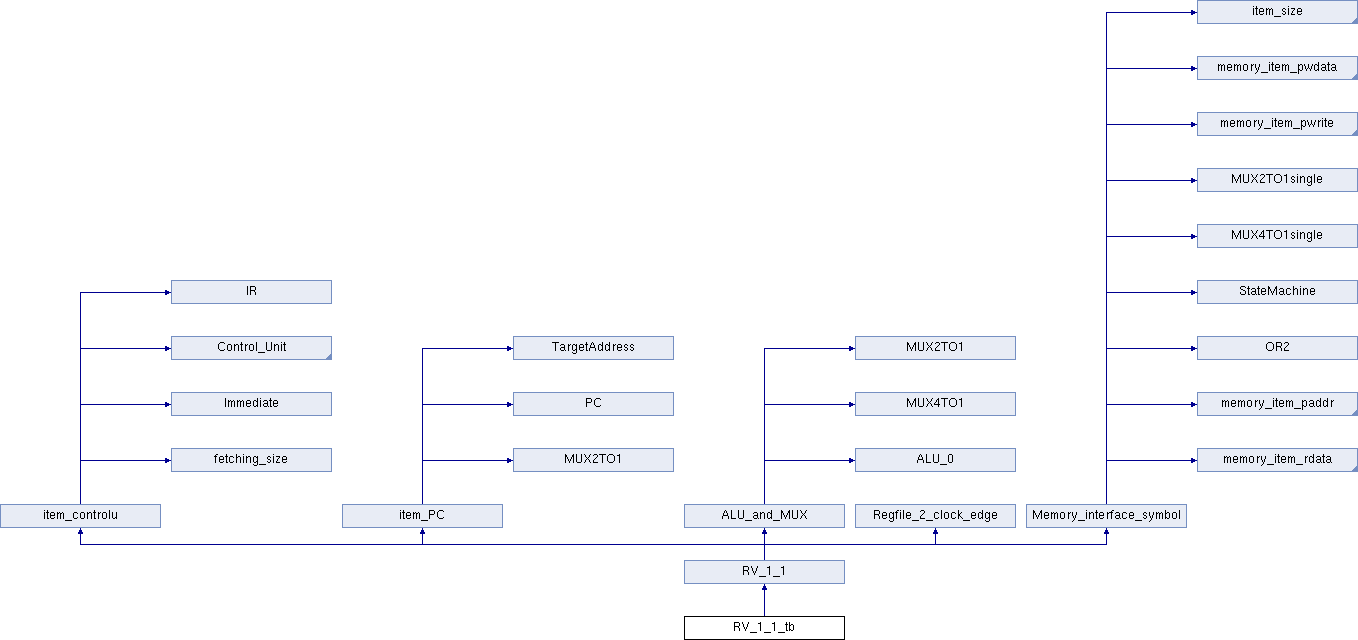 item_size
memory_item_pwdata
memory_item_pwrite
MUX2TO1single
MUX4TO1single
IR
StateMachine
Control_Unit
TargetAddress
MUX2TO1
OR2
Immediate
PC
MUX4TO1
memory_item_paddr
fetching_size
MUX2TO1
ALU_0
memory_item_rdata
item_controlu
item_PC
ALU_and_MUX
Regfile_2_clock_edge
Memory_interface_symbol
RV_1_1
RV_1_1_tb